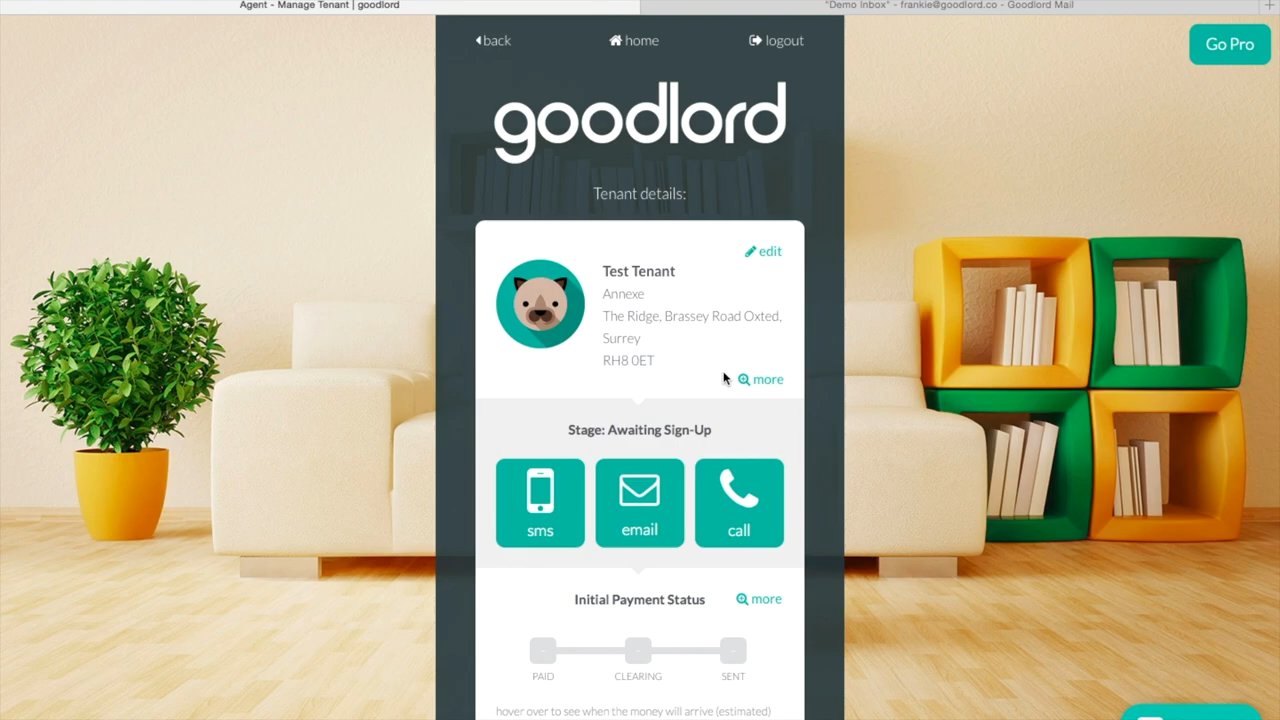 Agent - Manage Tenant | goodlord
"Demo Inbox" - frankie@goodlord.co - Goodlord Mail
back
home
logout
Go Pro
goodlord
Tenant details:
edit
Test Tenant
Annexe
The Ridge, Brassey Road Oxted,
Surrey
RH8 0ET
more
Stage: Awaiting Sign-Up
sms
email
call
Initial Payment Status
more
PAID
CLEARING
SENT
hover over to see when the money will arrive (estimated)